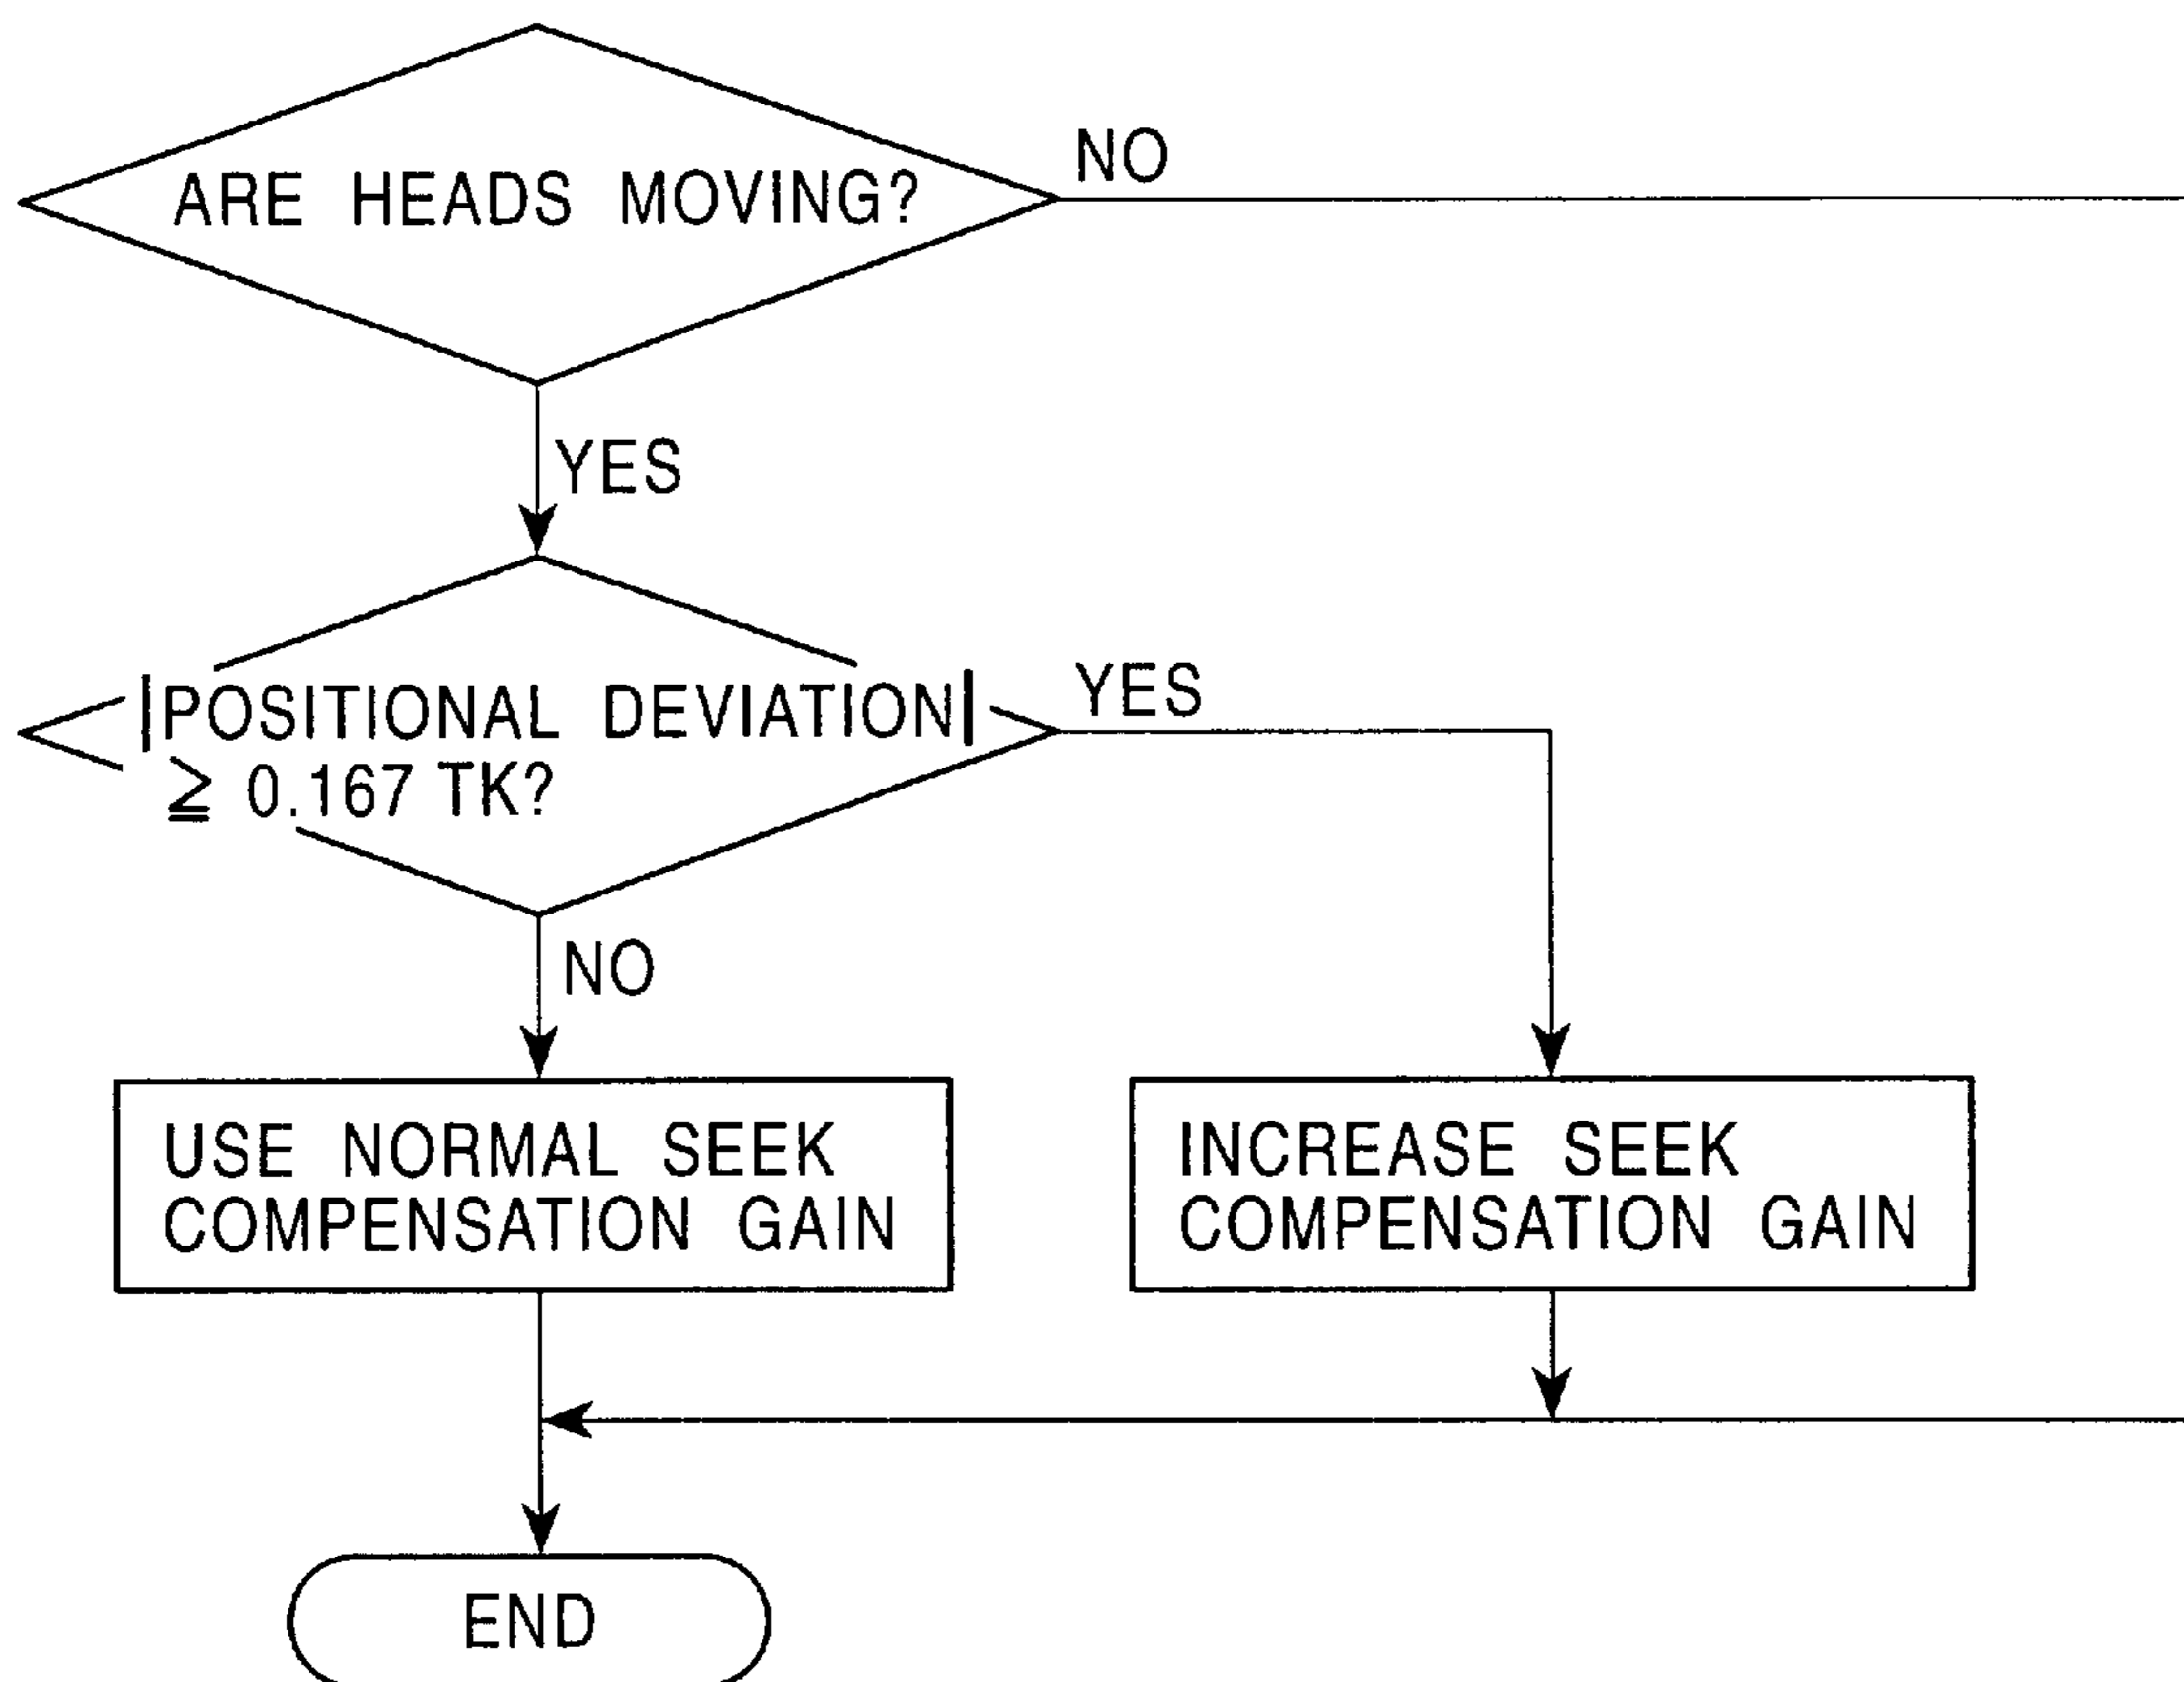 ARE HEADS MOVING?
NO
YES
|POSITIONAL DEVIATION|
≧ 0.167 TK?
YES
NO
USE NORMAL SEEK
COMPENSATION GAIN
INCREASE SEEK
COMPENSATION GAIN
END